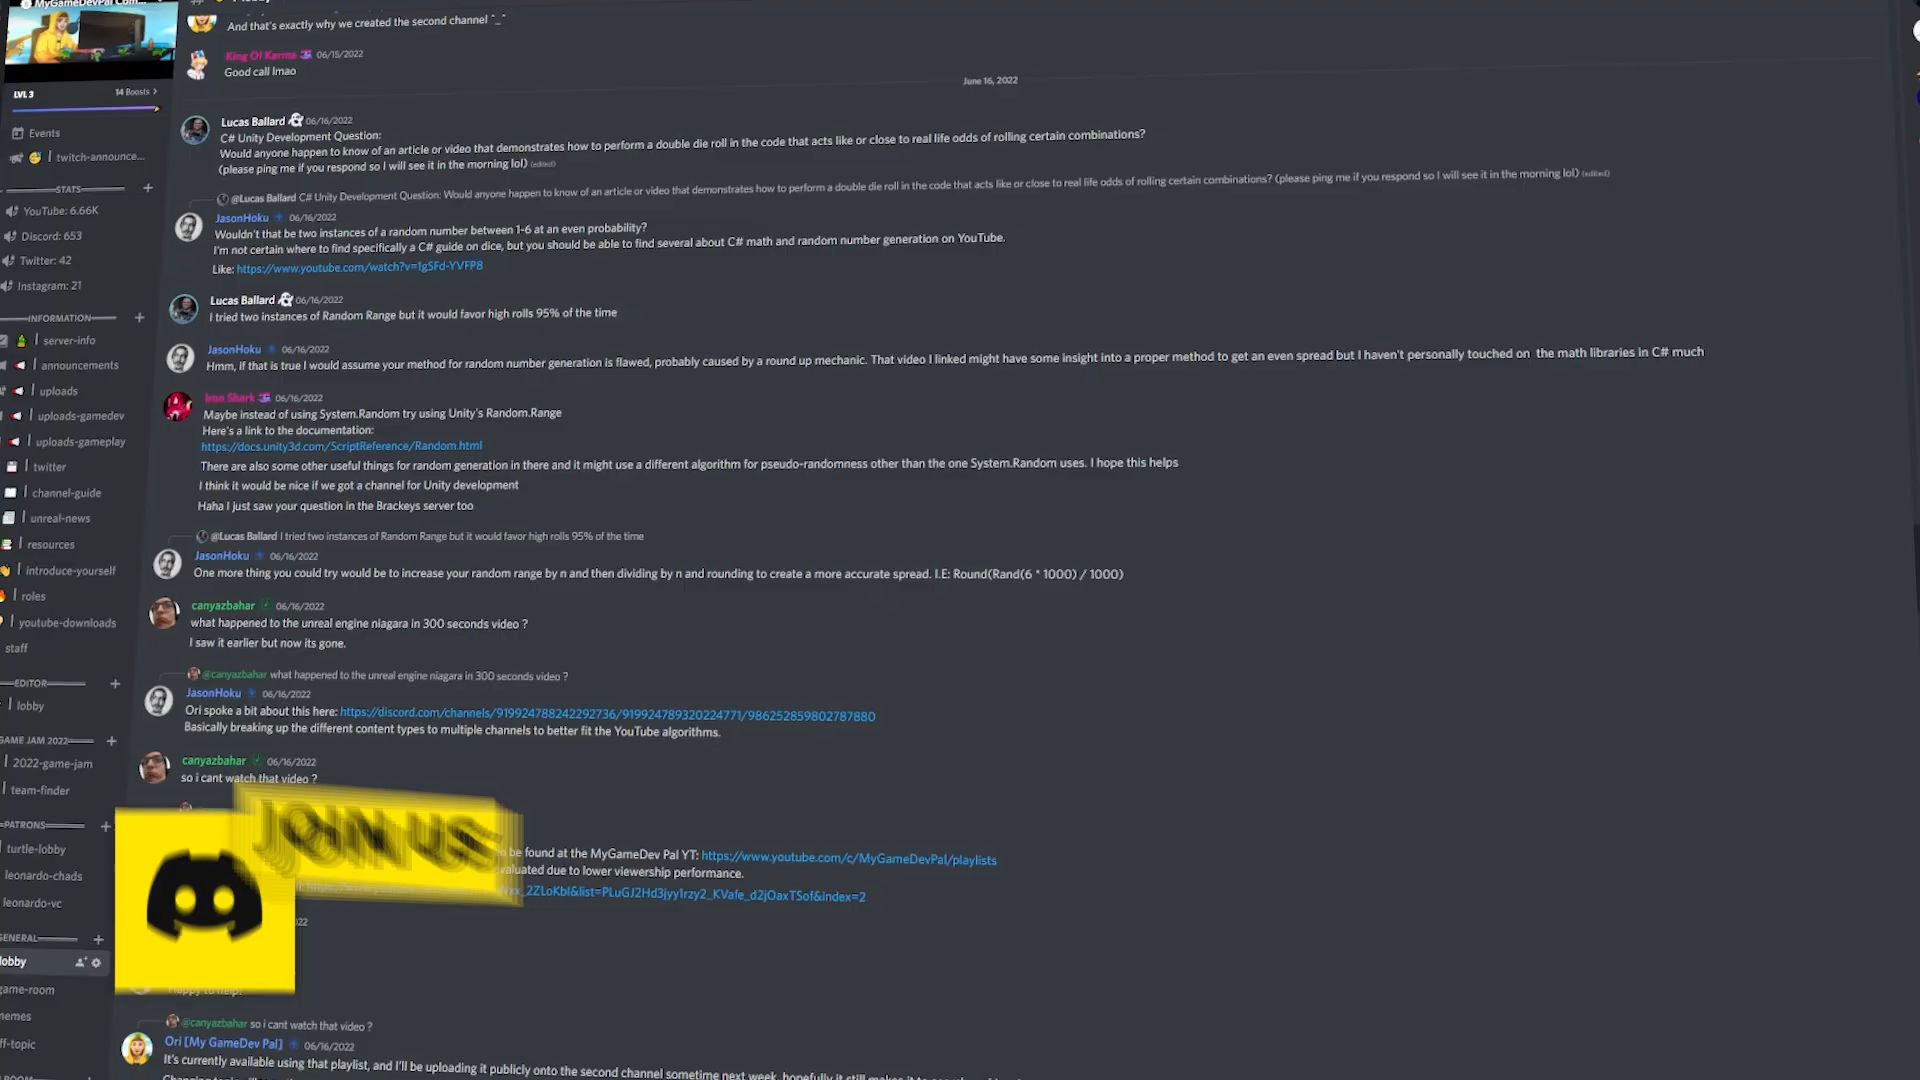 MyGameDevPal Com...
LVL 3
14 Boosts
Events
twitch-announce...
STATS
YouTube: 6.66K
Discord: 653
Twitter: 42
Instagram: 21
INFORMATION
server-info
announcements
uploads
uploads-gamedev
uploads-gameplay
twitter
channel-guide
unreal-news
resources
introduce-yourself
roles
youtube-downloads
staff
EDITOR
lobby
GAME JAM 2022
2022-game-jam
team-finder
PATRONS
turtle-lobby
leonardo-chads
leonardo-vc
GENERAL
lobby
game-room
memes
ff-topic
And that's exactly why we created the second channel ^_^
King Of Karma 06/15/2022
Good call lmao
June 16, 2022
Lucas Ballard 06/16/2022
C# Unity Development Question:
Would anyone happen to know of an article or video that demonstrates how to perform a double die roll in the code that acts like or close to real life odds of rolling certain combinations?
(please ping me if you respond so I will see it in the morning lol) (edited)
@Lucas Ballard C# Unity Development Question: Would anyone happen to know of an article or video that demonstrates how to perform a double die roll in the code that acts like or close to real life odds of rolling certain combinations? (please ping me if you respond so I will see it in the morning lol) (edited)
JasonHoku 06/16/2022
Wouldn't that be two instances of a random number between 1-6 at an even probability?
I'm not certain where to find specifically a C# guide on dice, but you should be able to find several about C# math and random number generation on YouTube.
Like: https://www.youtube.com/watch?v=1gSFd-YVFP8
Lucas Ballard 06/16/2022
I tried two instances of Random Range but it would favor high rolls 95% of the time
JasonHoku 06/16/2022
Hmm, if that is true I would assume your method for random number generation is flawed, probably caused by a round up mechanic. That video I linked might have some insight into a proper method to get an even spread but I haven't personally touched on the math libraries in C# much
Iron Shark 06/16/2022
Maybe instead of using System.Random try using Unity's Random.Range
Here's a link to the documentation:
https://docs.unity3d.com/ScriptReference/Random.html
There are also some other useful things for random generation in there and it might use a different algorithm for pseudo-randomness other than the one System.Random uses. I hope this helps
I think it would be nice if we got a channel for Unity development
Haha I just saw your question in the Brackeys server too
@Lucas Ballard I tried two instances of Random Range but it would favor high rolls 95% of the time
JasonHoku 06/16/2022
One more thing you could try would be to increase your random range by n and then dividing by n and rounding to create a more accurate spread. I.E: Round(Rand(6 * 1000) / 1000)
canyazbahar 06/16/2022
what happened to the unreal engine niagara in 300 seconds video ?
I saw it earlier but now its gone.
@canyazbahar what happened to the unreal engine niagara in 300 seconds video ?
JasonHoku 06/16/2022
Ori spoke a bit about this here: https://discord.com/channels/919924788242292736/919924789320224771/986252859802787880
Basically breaking up the different content types to multiple channels to better fit the YouTube algorithms.
canyazbahar 06/16/2022
so i cant watch that video ?
JOIN US
be found at the MyGameDev Pal YT: https://www.youtube.com/c/MyGameDevPal/playlists
valuated due to lower viewership performance.
_2ZLoKbI&list=PLuGJ2Hd3jyy1rzy2_KVafe_d2jOaxTSof&index=2
022
Happy to help!
@canyazbahar so i cant watch that video ?
Ori [My GameDev Pal] 06/16/2022
It's currently available using that playlist, and I'll be uploading it publicly onto the second channel sometime next week, hopefully it still makes it